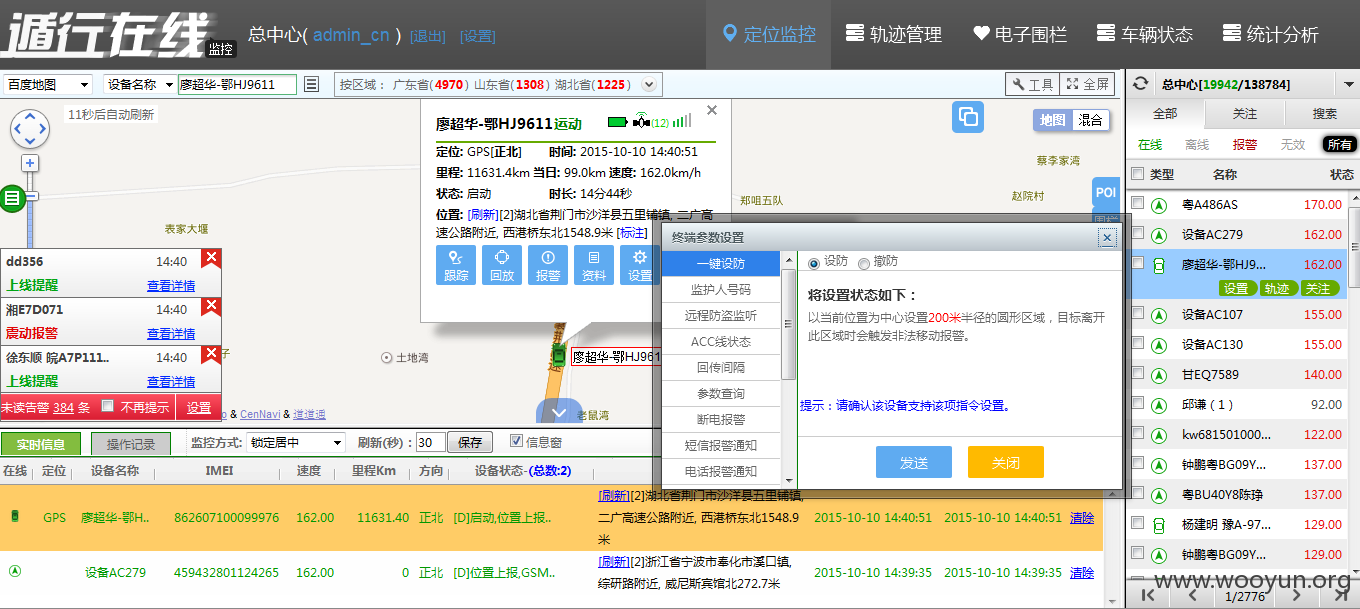 遁行在线 监控 总中心( admin_cn ) [退出] [设置] 定位监控 轨迹管理 电子围栏 车辆状态 统计分析
百度地图 设备名称 廖超华-鄂HJ9611 按区域： 广东省(4970) 山东省(1308) 湖北省(1225) 工具 全屏
11秒后自动刷新
廖超华-鄂HJ9611运动 (12)
定位: GPS[正北] 时间: 2015-10-10 14:40:51
里程: 11631.4km 当日: 99.0km 速度: 162.0km/h
状态: 启动 时长: 14分44秒
位置: [刷新][2]湖北省荆门市沙洋县五里铺镇, 二广高
速公路附近, 西港桥东北1548.9米 [标注]
跟踪 回放 报警 资料 设置
地图 混合
蔡李家湾
赵院村
郑咀五队
POI
表家大堰
土地湾
老鼠湾
廖超华-鄂HJ961
dd356 14:40
上线提醒 查看详情
湘E7D071 14:40
震动报警 查看详情
徐东顺 皖A7P111.. 14:40
上线提醒 查看详情
未读告警 384 条 不再提示 设置
& CenNavi & 道道通
终端参数设置
一键设防
监护人号码
远程防盗监听
ACC线状态
回传间隔
参数查询
断电报警
短信报警通知
电话报警通知
设防 撤防
将设置状态如下：
以当前位置为中心设置200米半径的圆形区域，目标离开
此区域时会触发非法移动报警。
提示：请确认该设备支持该项指令设置。
发送 关闭
实时信息 操作记录 监控方式: 锁定居中 刷新(秒)： 30 保存 信息窗
在线 定位 设备名称 IMEI 速度 里程Km 方向 设备状态-(总数:2)
GPS 廖超华-鄂H.. 862607100099976 162.00 11631.40 正北 [D]启动,位置上报.. [刷新][2]湖北省荆门市沙洋县五里铺镇,
二广高速公路附近, 西港桥东北1548.9
米 2015-10-10 14:40:51 2015-10-10 14:40:51 清除
设备AC279 459432801124265 162.00 0 正北 [D]位置上报,GSM.. [刷新][2]浙江省宁波市奉化市溪口镇,
综研路附近, 威尼斯宾馆北272.7米 2015-10-10 14:39:35 2015-10-10 14:39:35 清除
总中心[19942/138784]
全部 关注 搜索
在线 离线 报警 无效 所有
类型 名称 状态
粤A486AS 170.00
设备AC279 162.00
廖超华-鄂HJ9... 162.00
设置 轨迹 关注
设备AC107 155.00
设备AC130 155.00
甘EQ7589 140.00
邱谦（1） 92.00
kw681501000... 122.00
钟鹏粤BG09Y... 137.00
粤BU40Y8陈琤 137.00
杨建明 豫A-97... 129.00
钟鹏粤BG09Y... 129.00
1/2776
www.wooyun.org